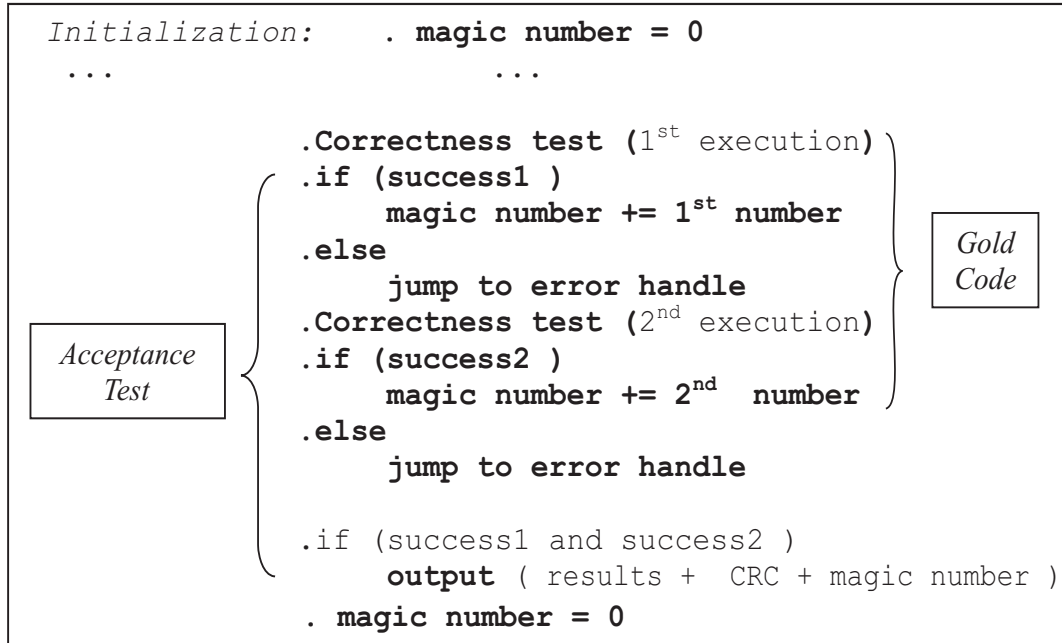 Initialization: . magic number = 0
... ...
.Correctness test (1st execution)
.if (success1 )
magic number += 1st number
.else
jump to error handle
.Correctness test (2nd execution)
.if (success2 )
magic number += 2nd number
.else
jump to error handle
.if (success1 and success2 )
output ( results + CRC + magic number )
. magic number = 0
Acceptance
Test
Gold
Code